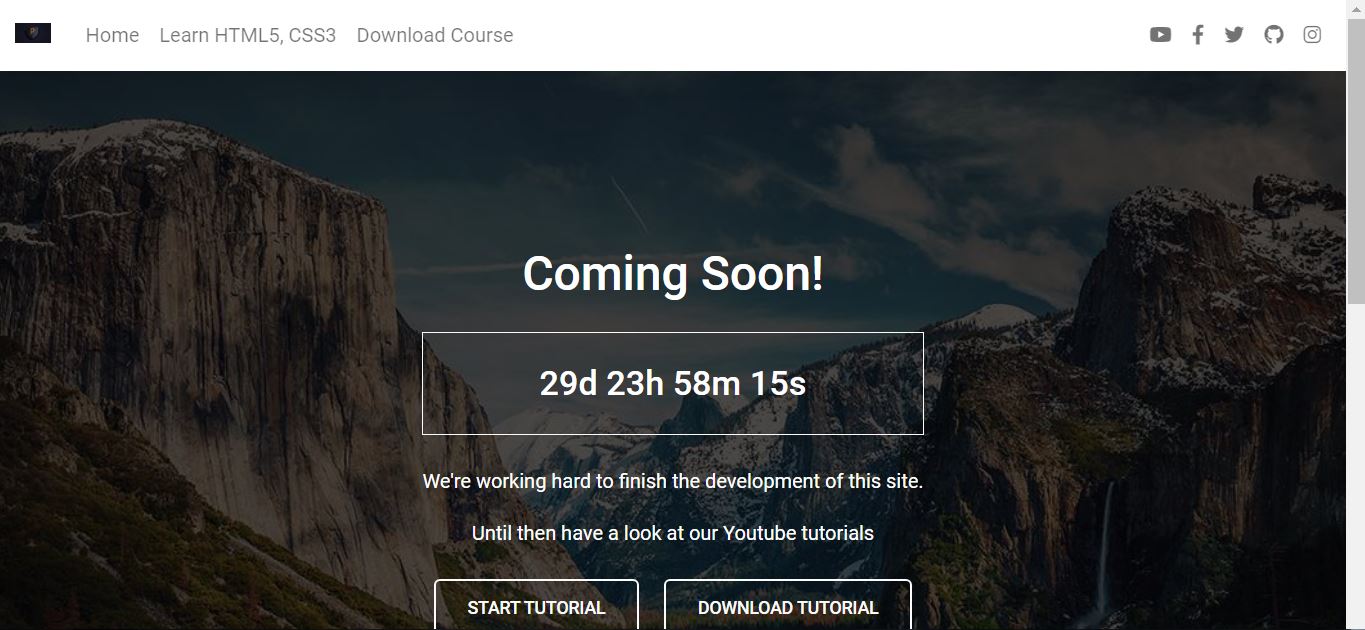 Home Learn HTML5, CSS3 Download Course
Coming Soon!
29d 23h 58m 15s
We're working hard to finish the development of this site.
Until then have a look at our Youtube tutorials
START TUTORIAL DOWNLOAD TUTORIAL